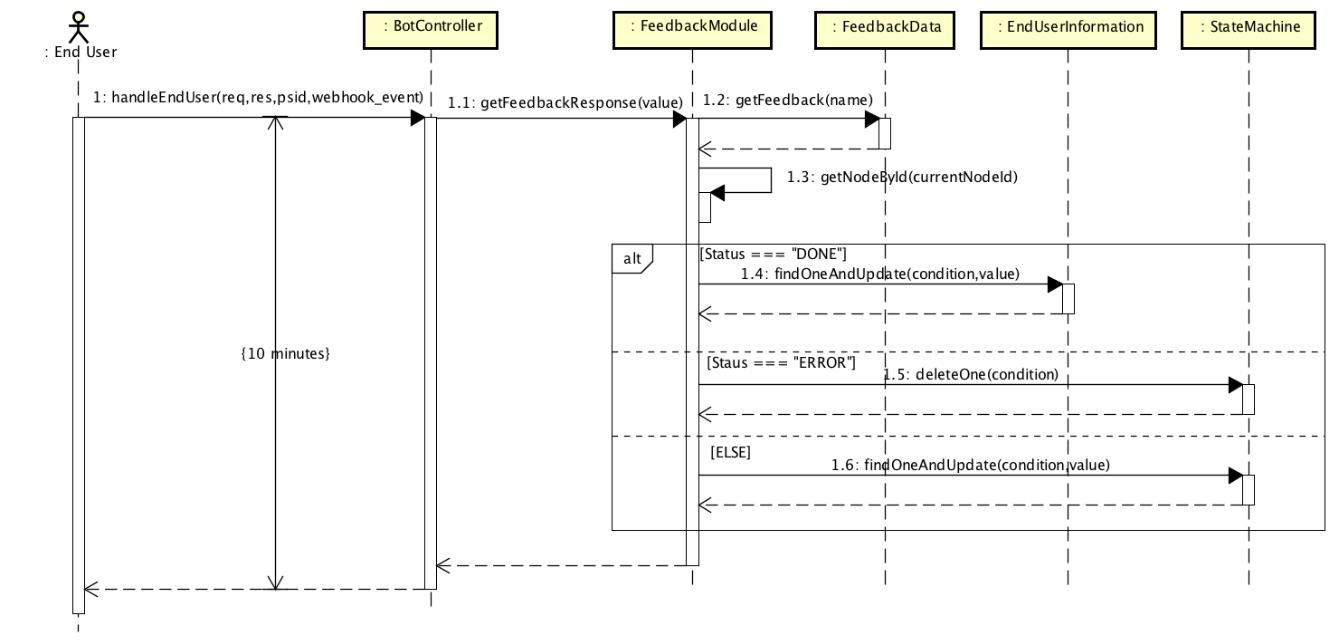 : BotController
: FeedbackModule
: FeedbackData
: EndUserInformation
: StateMachine
: End User
1: handleEndUser(req,res,psid,webhook_event)
1.1: getFeedbackResponse(value)
1.2: getFeedback(name)
1.3: getNodeById(currentNodeId)
alt
[Status === "DONE"]
1.4: findOneAndUpdate(condition,value)
{10 minutes}
[Staus === "ERROR"]
1.5: deleteOne(condition)
[ELSE]
1.6: findOneAndUpdate(condition,value)